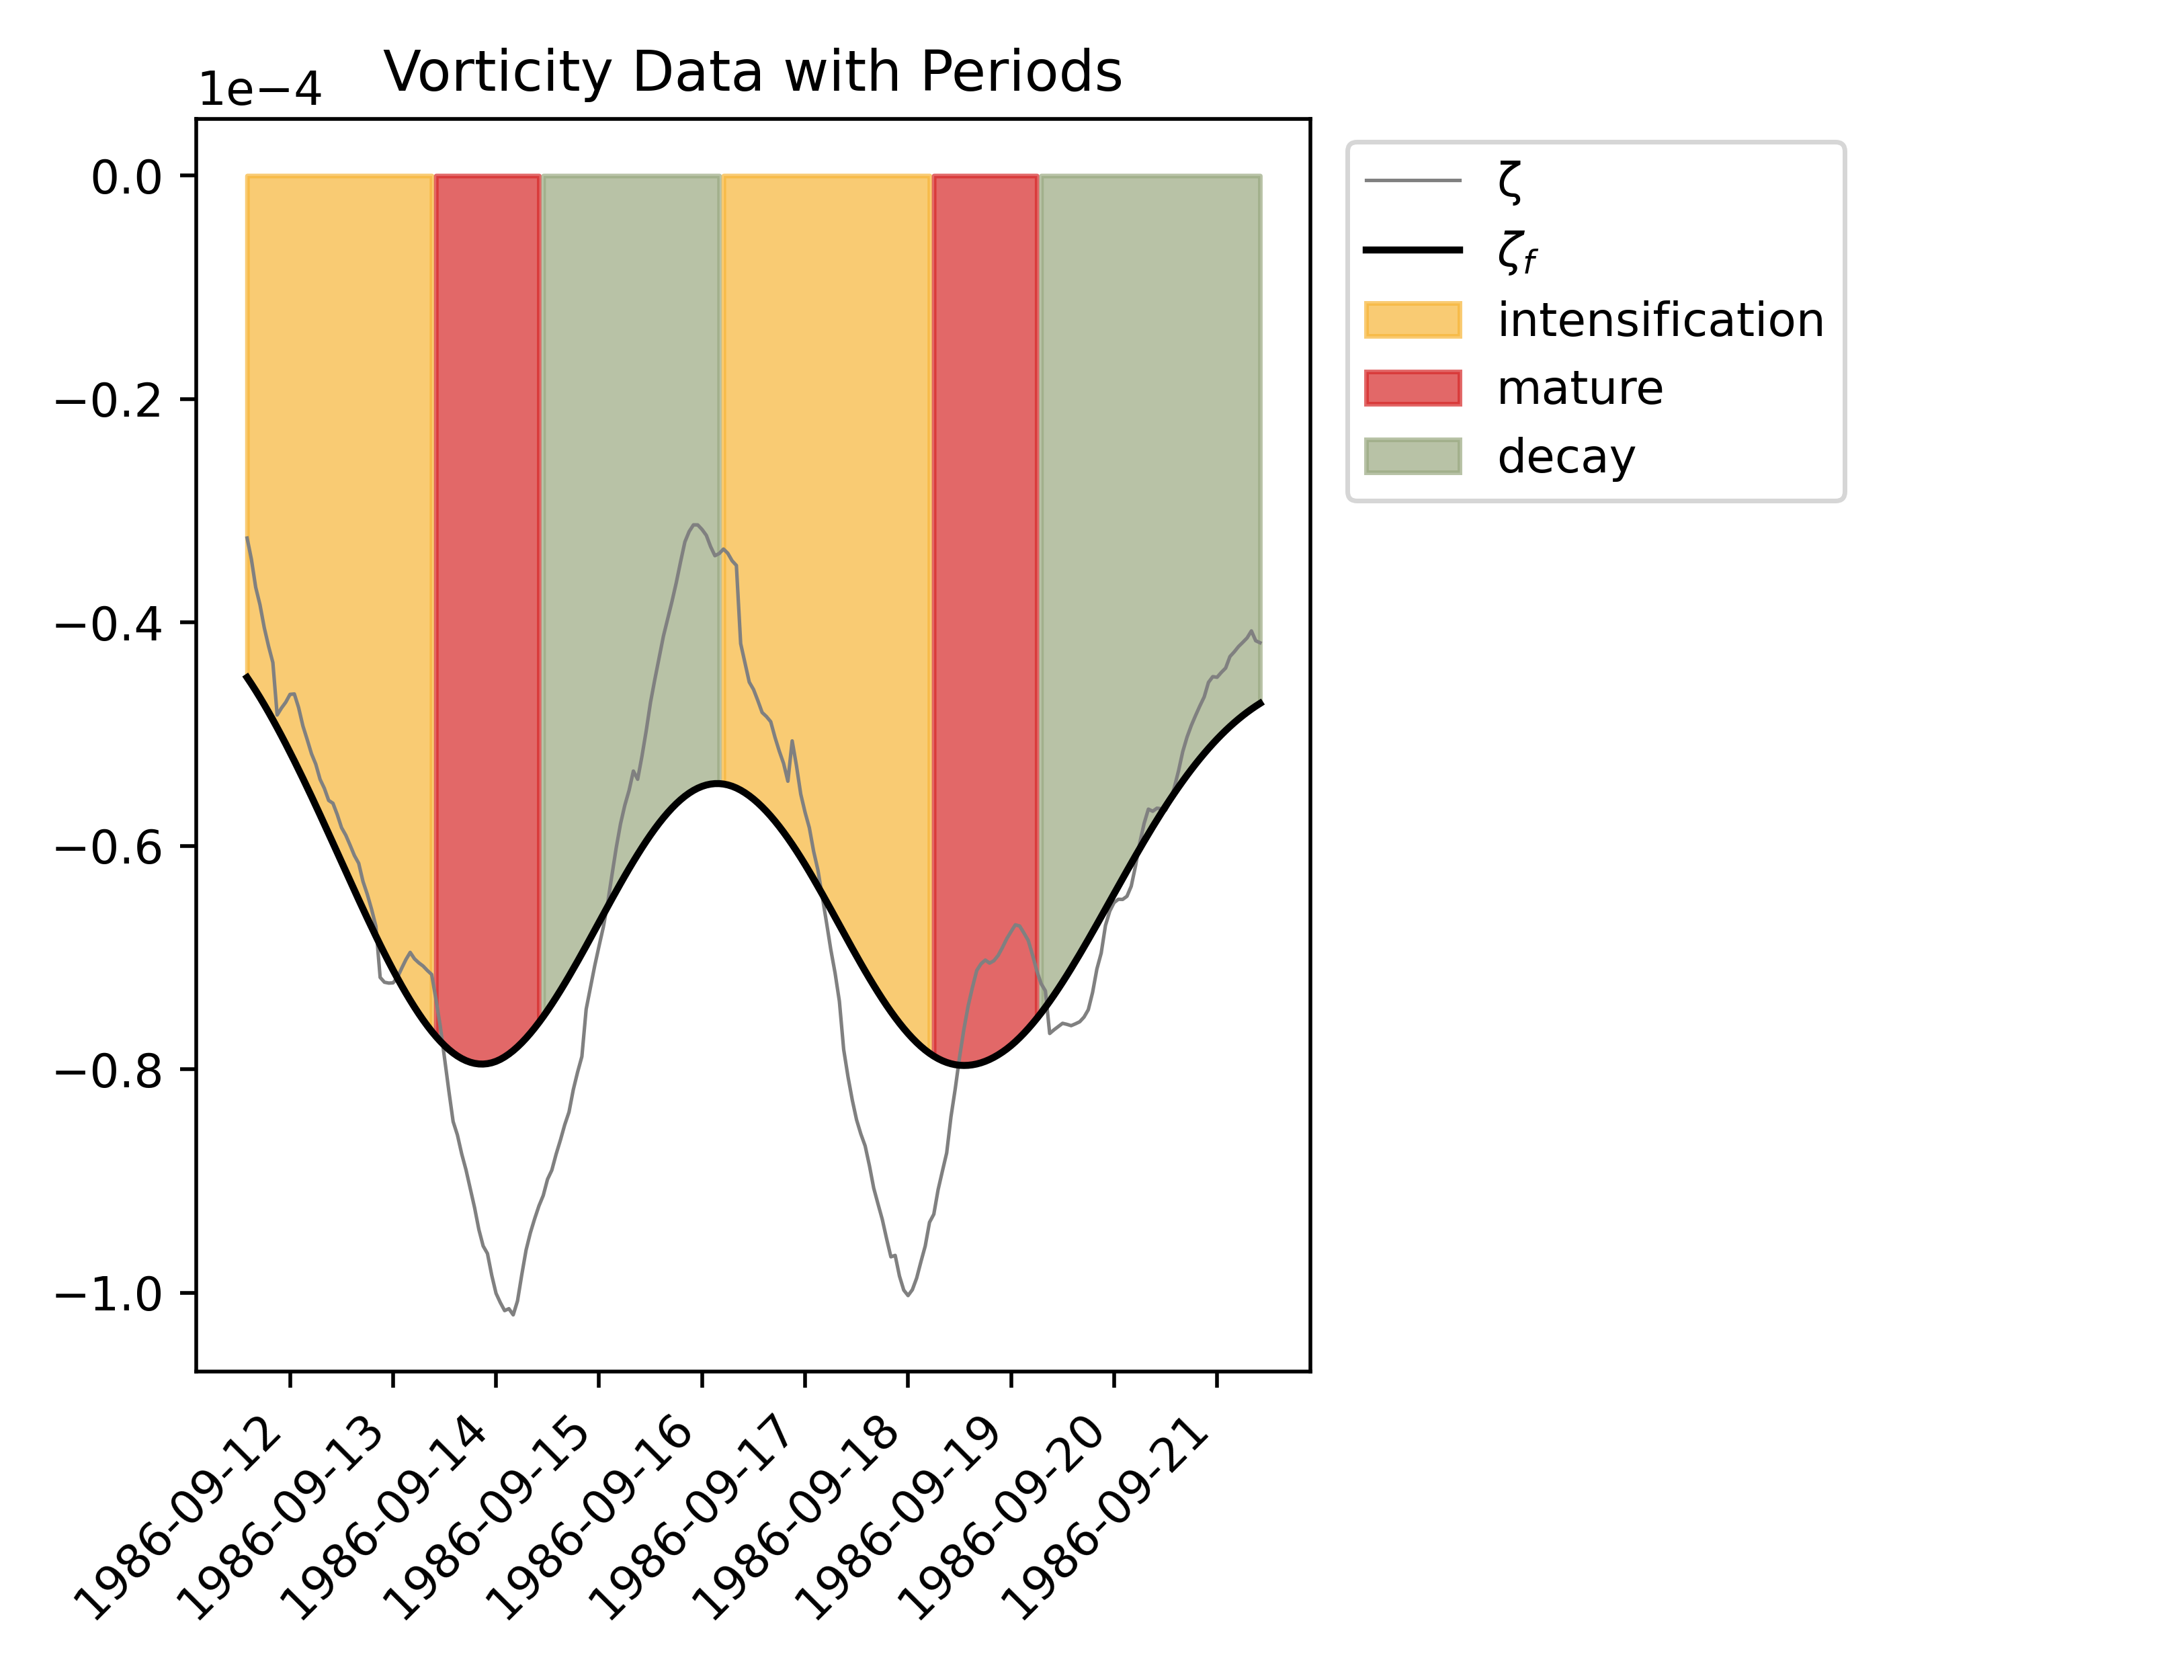 Vorticity Data with Periods
1e−4
0.0
−0.2
−0.4
−0.6
−0.8
−1.0
1986-09-12
1986-09-13
1986-09-14
1986-09-15
1986-09-16
1986-09-17
1986-09-18
1986-09-19
1986-09-20
1986-09-21
ζ
ζf
intensification
mature
decay